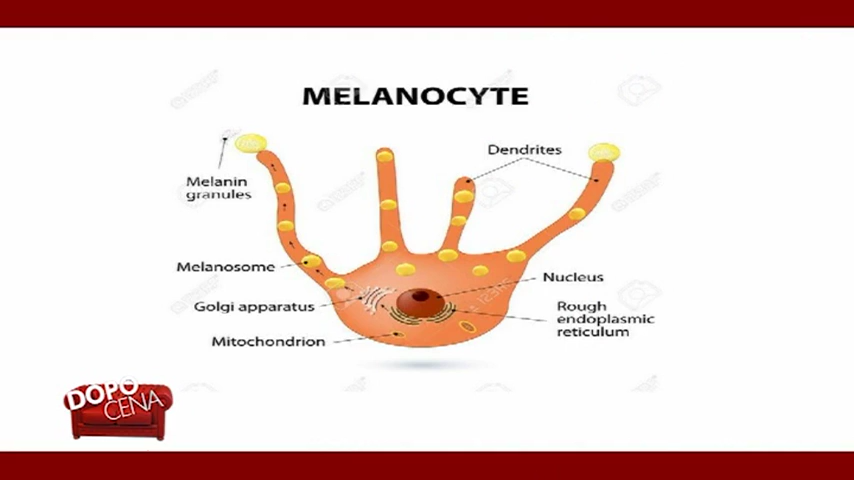 MELANOCYTE
Dendrites
Melanin
granules
Melanosome
Nucleus
Golgi apparatus
Rough
endoplasmic
reticulum
Mitochondrion
DOPO
CENA